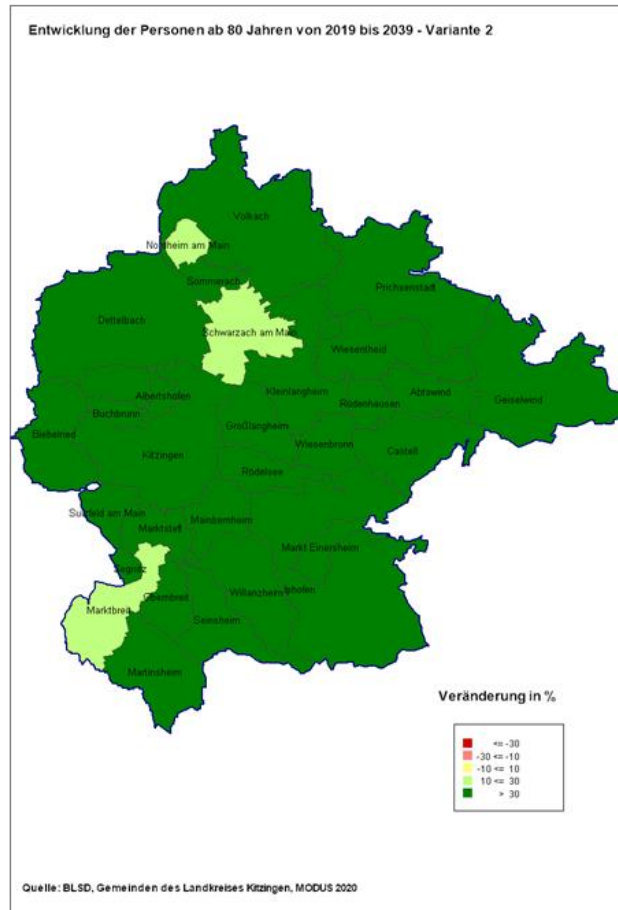 Entwicklung der Personen ab 80 Jahren von 2019 bis 2039 - Variante 2
Volkach
Nordheim am Main
Sommerach
Prichsenstadt
Dettelbach
Schwarzach am Main
Wiesentheid
Kleinlangheim
Abtswind
Geiselwind
Albertshofen
Rüdenhausen
Buchbrunn
Großlangheim
Biebelried
Wiesenbronn
Kitzingen
Castell
Rödelsee
Sulzfeld am Main
Mainbernheim
Marktsteft
Markt Einersheim
Segnitz
Willanzheim
Iphofen
Obernbreit
Marktbreit
Seinsheim
Martinsheim
Veränderung in %
<= -30
-30 <= -10
-10 <= 10
10 <= 30
> 30
Quelle: BLSD, Gemeinden des Landkreises Kitzingen, MODUS 2020